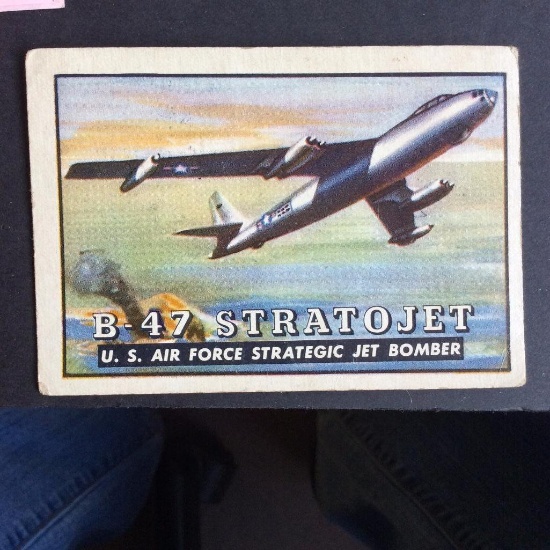 B-47 STRATOJET
U. S. AIR FORCE STRATEGIC JET BOMBER